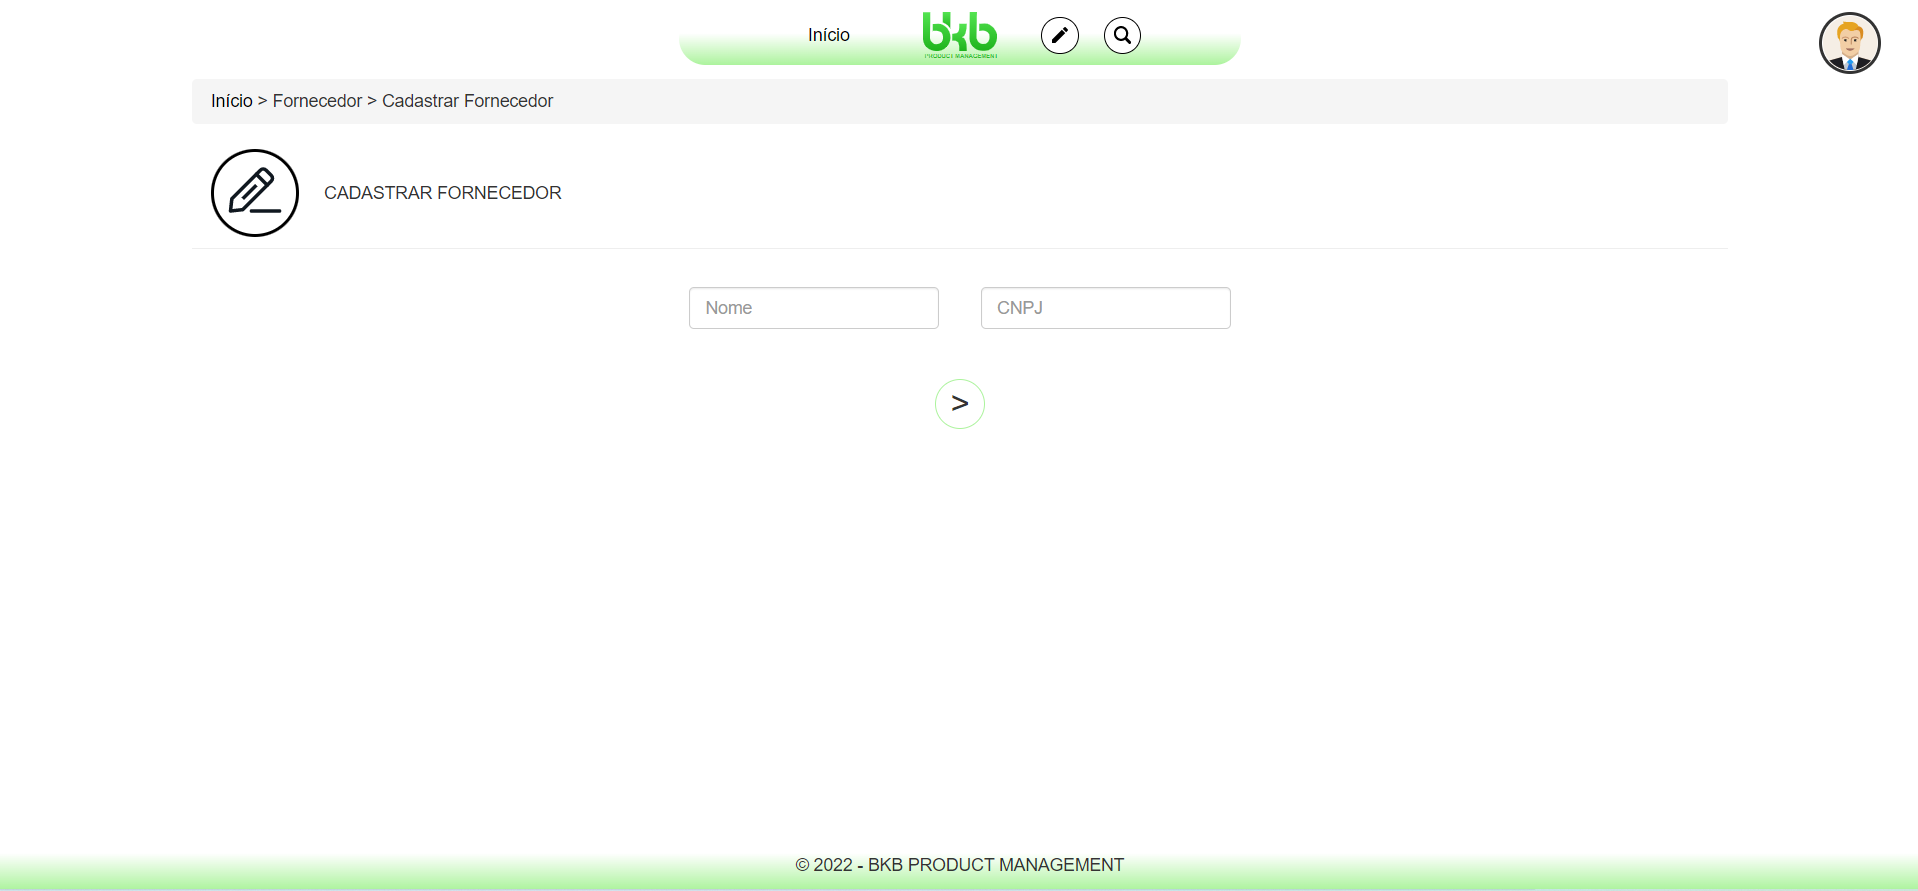 Início
bkb
PRODUCT MANAGEMENT
Início > Fornecedor > Cadastrar Fornecedor
CADASTRAR FORNECEDOR
Nome CNPJ
>
© 2022 - BKB PRODUCT MANAGEMENT